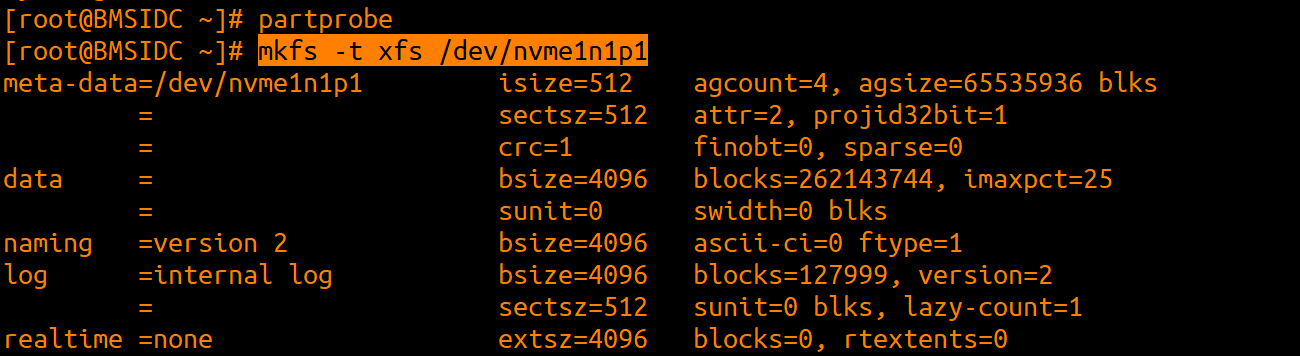 [root@BMSIDC ~]# partprobe
[root@BMSIDC ~]# mkfs -t xfs /dev/nvme1n1p1
meta-data=/dev/nvme1n1p1         isize=512    agcount=4, agsize=65535936 blks
         =                       sectsz=512   attr=2, projid32bit=1
         =                       crc=1        finobt=0, sparse=0
data     =                       bsize=4096   blocks=262143744, imaxpct=25
         =                       sunit=0      swidth=0 blks
naming   =version 2              bsize=4096   ascii-ci=0 ftype=1
log      =internal log           bsize=4096   blocks=127999, version=2
         =                       sectsz=512   sunit=0 blks, lazy-count=1
realtime =none                   extsz=4096   blocks=0, rtextents=0